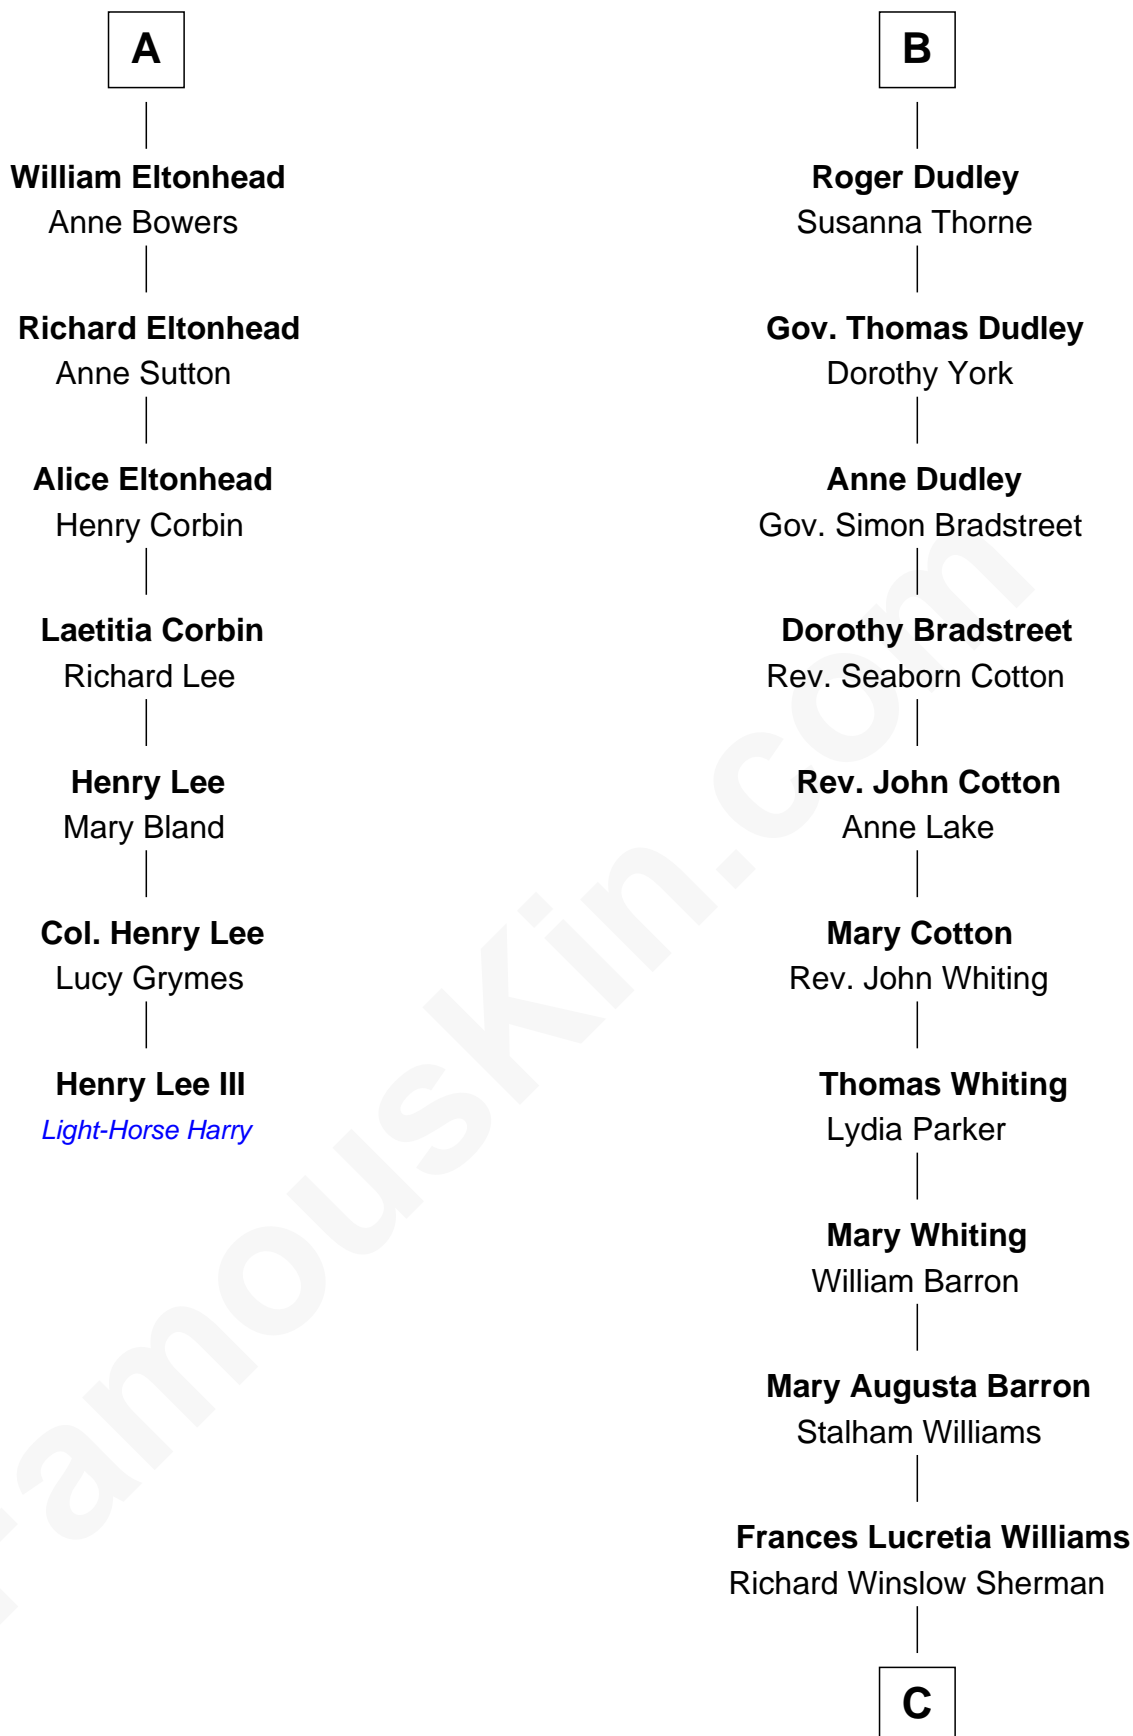 A
William Eltonhead
Anne Bowers
Richard Eltonhead
Anne Sutton
Alice Eltonhead
Henry Corbin
Laetitia Corbin
Richard Lee
Henry Lee
Mary Bland
Col. Henry Lee
Lucy Grymes
Henry Lee III
Light-Horse Harry
B
Roger Dudley
Susanna Thorne
Gov. Thomas Dudley
Dorothy York
Anne Dudley
Gov. Simon Bradstreet
Dorothy Bradstreet
Rev. Seaborn Cotton
Rev. John Cotton
Anne Lake
Mary Cotton
Rev. John Whiting
Thomas Whiting
Lydia Parker
Mary Whiting
William Barron
Mary Augusta Barron
Stalham Williams
Frances Lucretia Williams
Richard Winslow Sherman
C
FamousKin.com